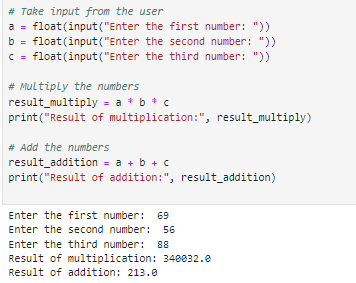 # Take input from the user
a = float(input("Enter the first number: "))
b = float(input("Enter the second number: "))
c = float(input("Enter the third number: "))
# Multiply the numbers
result_multiply = a * b * c
print("Result of multiplication:", result_multiply)
# Add the numbers
result_addition = a + b + c
print("Result of addition:", result_addition)
Enter the first number:  69
Enter the second number:  56
Enter the third number:  88
Result of multiplication: 340032.0
Result of addition: 213.0